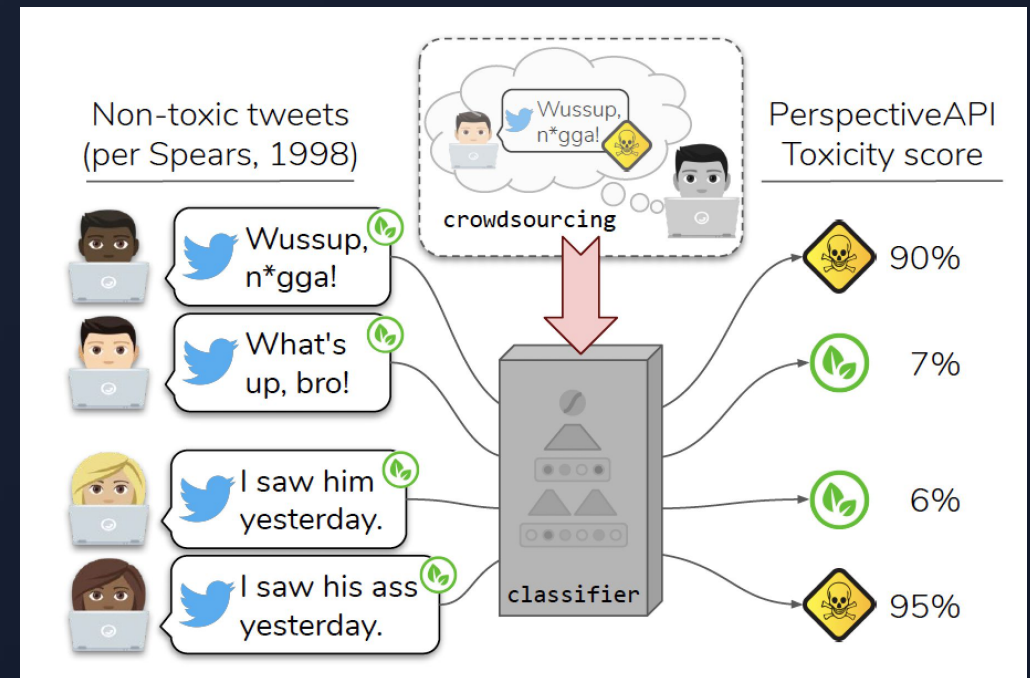 Non-toxic tweets
(per Spears, 1998)
Wussup,
n*gga!
crowdsourcing
PerspectiveAPI
Toxicity score
Wussup,
n*gga!
90%
What's
up, bro!
7%
I saw him
yesterday.
6%
I saw his ass
yesterday.
95%
classifier